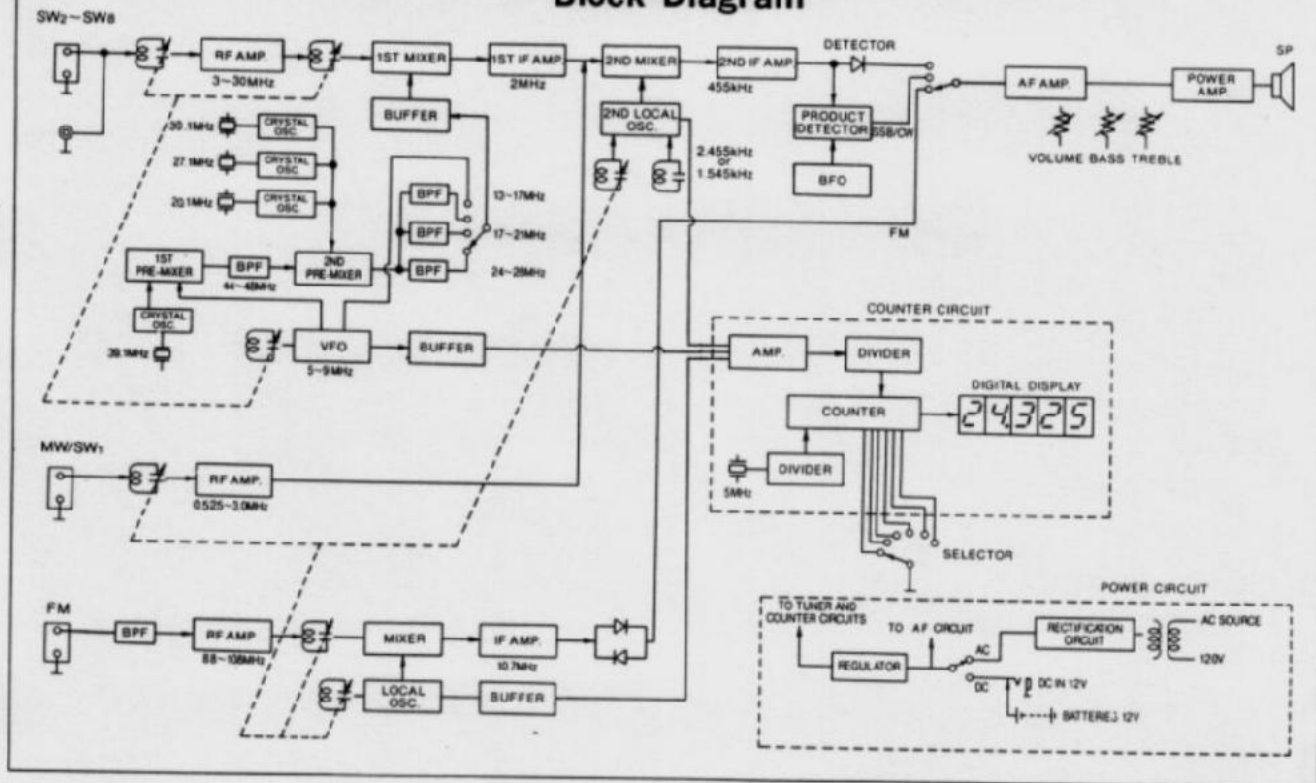 Block Diagram
SW2~SW8
RF AMP.
3~30MHz
1ST MIXER
1ST IF AMP.
2MHz
2ND MIXER
2ND IF AMP.
455kHz
DETECTOR
AF AMP.
POWER AMP.
SP
BUFFER
2ND LOCAL OSC.
PRODUCT DETECTOR
SSB/CW
BFO
VOLUME BASS TREBLE
30.1MHz
CRYSTAL OSC.
27.1MHz
CRYSTAL OSC.
20.1MHz
CRYSTAL OSC.
2.455kHz
or
1.545kHz
BPF
13~17MHz
BPF
17~21MHz
BPF
24~28MHz
FM
1ST PRE-MIXER
BPF
44~48MHz
2ND PRE-MIXER
CRYSTAL OSC.
39.1MHz
VFO
5~9MHz
BUFFER
COUNTER CIRCUIT
AMP.
DIVIDER
COUNTER
DIGITAL DISPLAY
24.325
DIVIDER
5MHz
SELECTOR
MW/SW1
RF AMP.
0.525~3.0MHz
FM
BPF
RF AMP
88~108MHz
MIXER
IF AMP.
10.7MHz
LOCAL OSC.
BUFFER
POWER CIRCUIT
TO TUNER AND
COUNTER CIRCUITS
TO AF CIRCUIT
REGULATOR
AC
DC
RECTIFICATION CIRCUIT
AC SOURCE
120V
DC IN 12V
BATTERES 12V